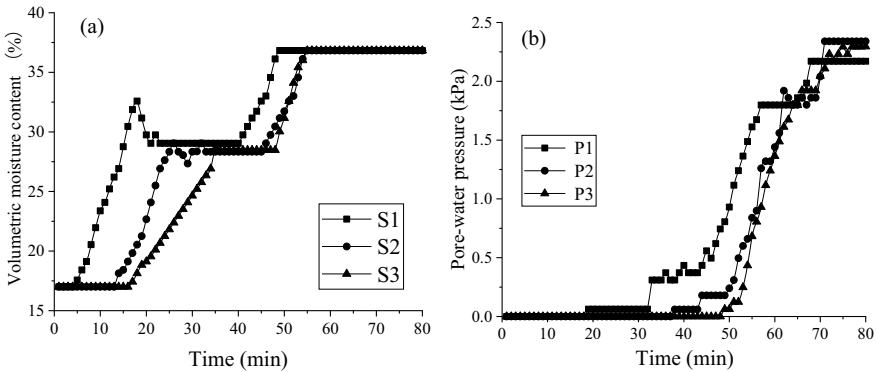 (a)
Volumetric moisture content (%)
40
35
30
25
20
15
0
10
20
30
40
50
60
70
80
Time (min)
S1
S2
S3
(b)
Pore-water pressure (kPa)
2.5
2.0
1.5
1.0
0.5
0.0
0
10
20
30
40
50
60
70
80
Time (min)
P1
P2
P3